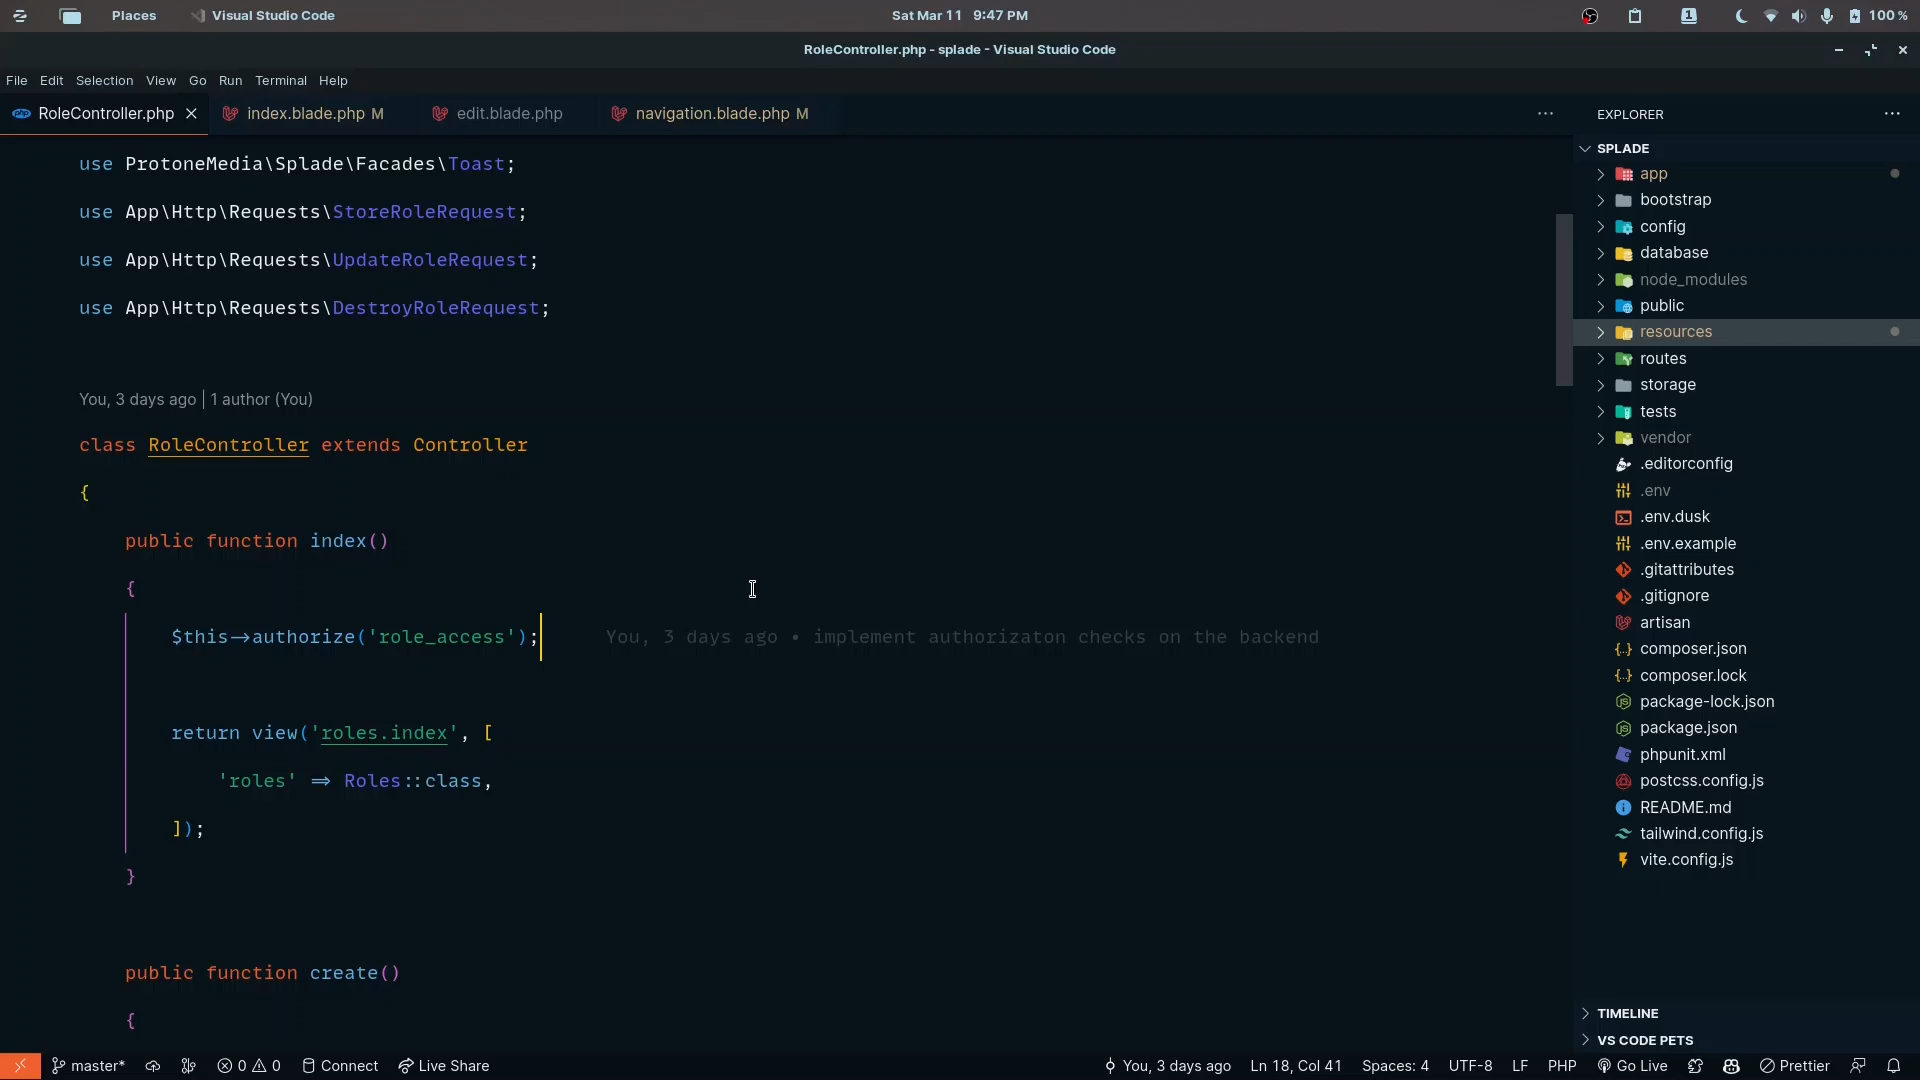 Places Visual Studio Code Sat Mar 11 9:47 PM 1 100 %
RoleController.php - splade - Visual Studio Code
File Edit Selection View Go Run Terminal Help
php RoleController.php index.blade.php M edit.blade.php navigation.blade.php M ...
use ProtoneMedia\Splade\Facades\Toast;
use App\Http\Requests\StoreRoleRequest;
use App\Http\Requests\UpdateRoleRequest;
use App\Http\Requests\DestroyRoleRequest;
You, 3 days ago | 1 author (You)
class RoleController extends Controller
{
public function index()
{
$this->authorize('role_access'); You, 3 days ago • implement authorizaton checks on the backend
return view('roles.index', [
'roles' => Roles::class,
]);
}
public function create()
{
EXPLORER ...
SPLADE
app
bootstrap
config
database
node_modules
public
resources
routes
storage
tests
vendor
.editorconfig
.env
.env.dusk
.env.example
.gitattributes
.gitignore
artisan
composer.json
composer.lock
package-lock.json
package.json
phpunit.xml
postcss.config.js
README.md
tailwind.config.js
vite.config.js
TIMELINE
VS CODE PETS
master* 0 0 Connect Live Share You, 3 days ago Ln 18, Col 41 Spaces: 4 UTF-8 LF PHP Go Live Prettier